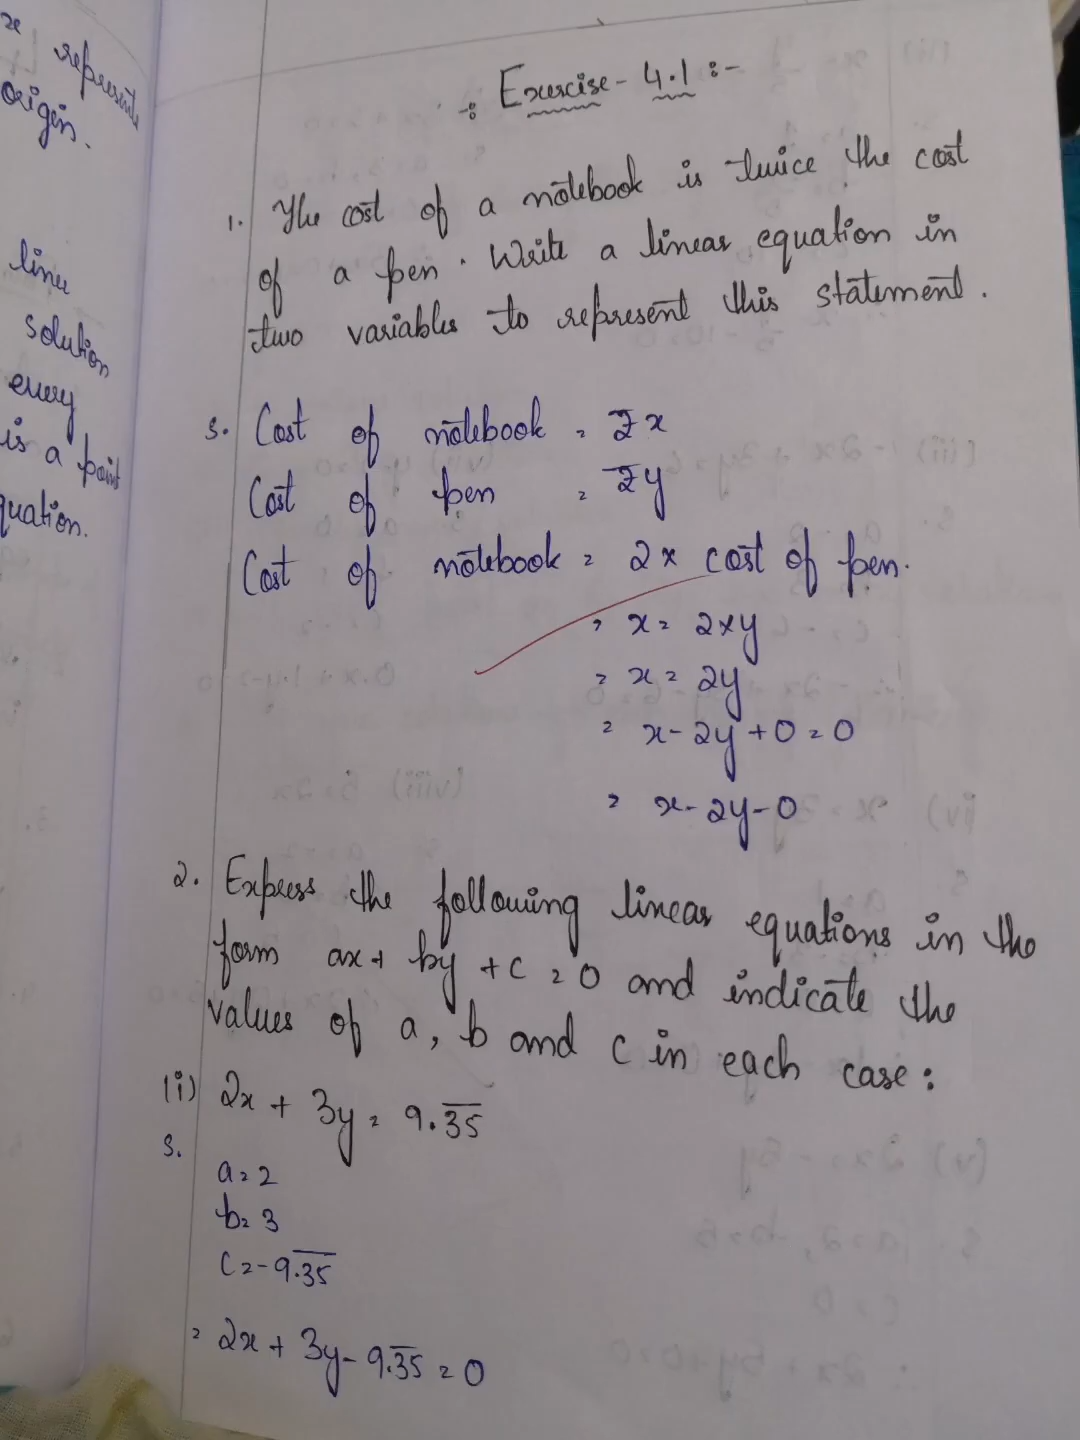 x represents
origin.
line
solution
every
is a point
quation.
-: Exercise - 4.1 :-
1. The cost of a notebook is twice the cost
of a pen. Write a linear equation in
two variables to represent this statement.
S. Cost of notebook = ₹x
Cost of pen = ₹y
Cost of notebook = 2 x cost of pen.
= x = 2xy
= x = 2y
= x - 2y + 0 = 0
= x - 2y - 0
2. Express the following linear equations in the
form ax + by + c = 0 and indicate the
values of a, b and c in each case:
(i) 2x + 3y = 9.3̅5̅
S.
a = 2
b = 3
c = -9.3̅5̅
= 2x + 3y - 9.3̅5̅ = 0